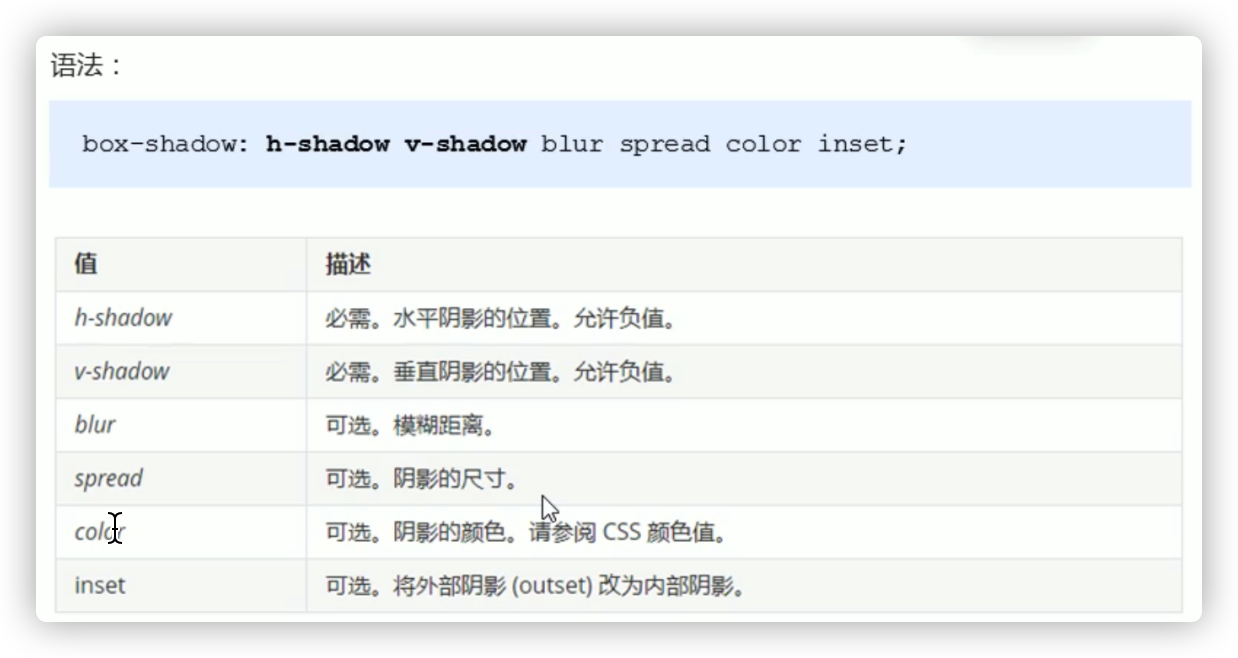 语法：
box-shadow: h-shadow v-shadow blur spread color inset;
值 描述
h-shadow 必需。水平阴影的位置。允许负值。
v-shadow 必需。垂直阴影的位置。允许负值。
blur 可选。模糊距离。
spread 可选。阴影的尺寸。
color 可选。阴影的颜色。请参阅 CSS 颜色值。
inset 可选。将外部阴影 (outset) 改为内部阴影。